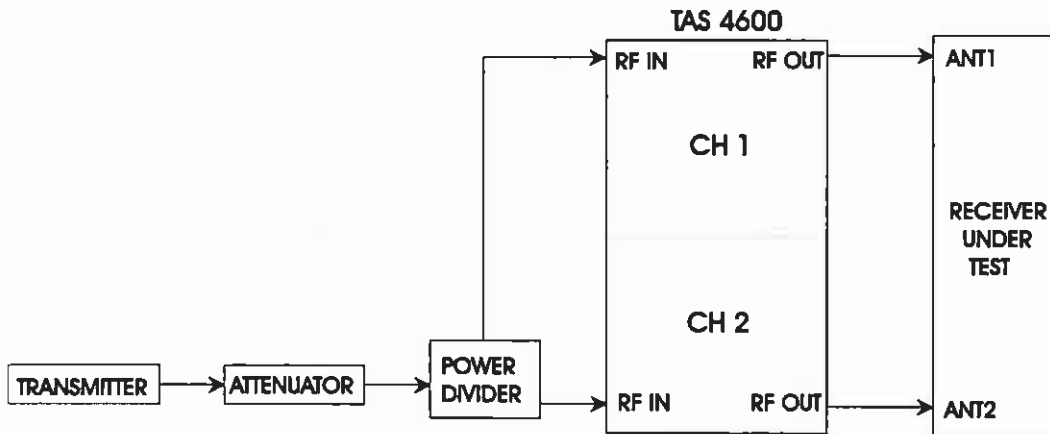 TAS 4600
RF IN
RF OUT
ANT1
CH 1
RECEIVER
UNDER
TEST
CH 2
TRANSMITTER
ATTENUATOR
POWER
DIVIDER
RF IN
RF OUT
ANT2